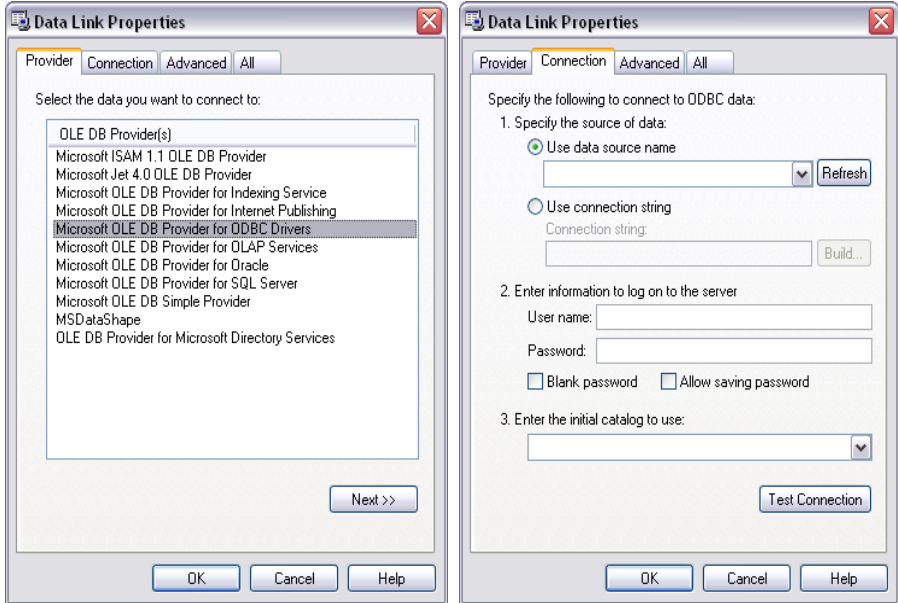 Data Link Properties
Provider Connection Advanced All
Select the data you want to connect to:
OLE DB Provider(s)
Microsoft ISAM 1.1 OLE DB Provider
Microsoft Jet 4.0 OLE DB Provider
Microsoft OLE DB Provider for Indexing Service
Microsoft OLE DB Provider for Internet Publishing
Microsoft OLE DB Provider for ODBC Drivers
Microsoft OLE DB Provider for OLAP Services
Microsoft OLE DB Provider for Oracle
Microsoft OLE DB Provider for SQL Server
Microsoft OLE DB Simple Provider
MSDataShape
OLE DB Provider for Microsoft Directory Services
Next >>
OK Cancel Help
Data Link Properties
Provider Connection Advanced All
Specify the following to connect to ODBC data:
1. Specify the source of data:
Use data source name
Refresh
Use connection string
Connection string:
Build...
2. Enter information to log on to the server
User name:
Password:
Blank password Allow saving password
3. Enter the initial catalog to use:
Test Connection
OK Cancel Help